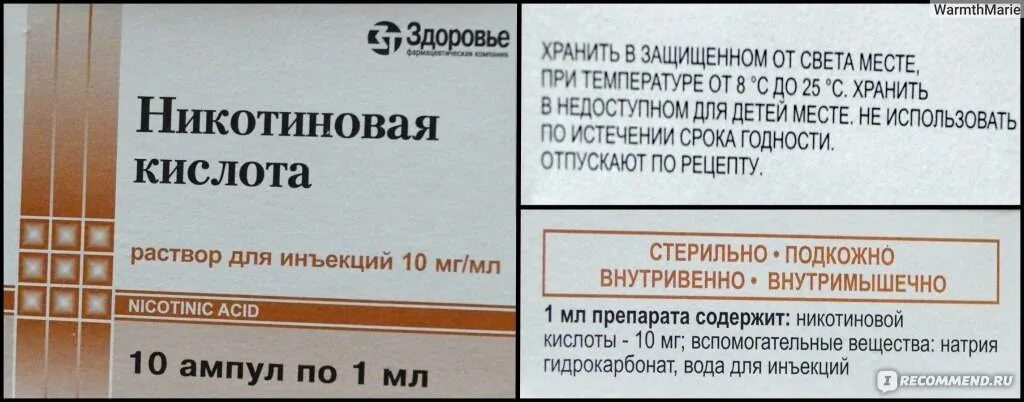 Здоровье
фармацевтическая компания
Никотиновая
кислота
раствор для инъекций 10 мг/мл
NICOTINIC ACID
10 ампул по 1 мл
WarmthMarie
ХРАНИТЬ В ЗАЩИЩЕННОМ ОТ СВЕТА МЕСТЕ,
ПРИ ТЕМПЕРАТУРЕ ОТ 8 °С ДО 25 °С. ХРАНИТЬ
В НЕДОСТУПНОМ ДЛЯ ДЕТЕЙ МЕСТЕ. НЕ ИСПОЛЬЗОВАТЬ
ПО ИСТЕЧЕНИИ СРОКА ГОДНОСТИ.
ОТПУСКАЮТ ПО РЕЦЕПТУ.
СТЕРИЛЬНО • ПОДКОЖНО
ВНУТРИВЕННО • ВНУТРИМЫШЕЧНО
1 мл препарата содержит: никотиновой
кислоты - 10 мг; вспомогательные вещества: натрия
гидрокарбонат, вода для инъекций
IRECOMMEND.RU